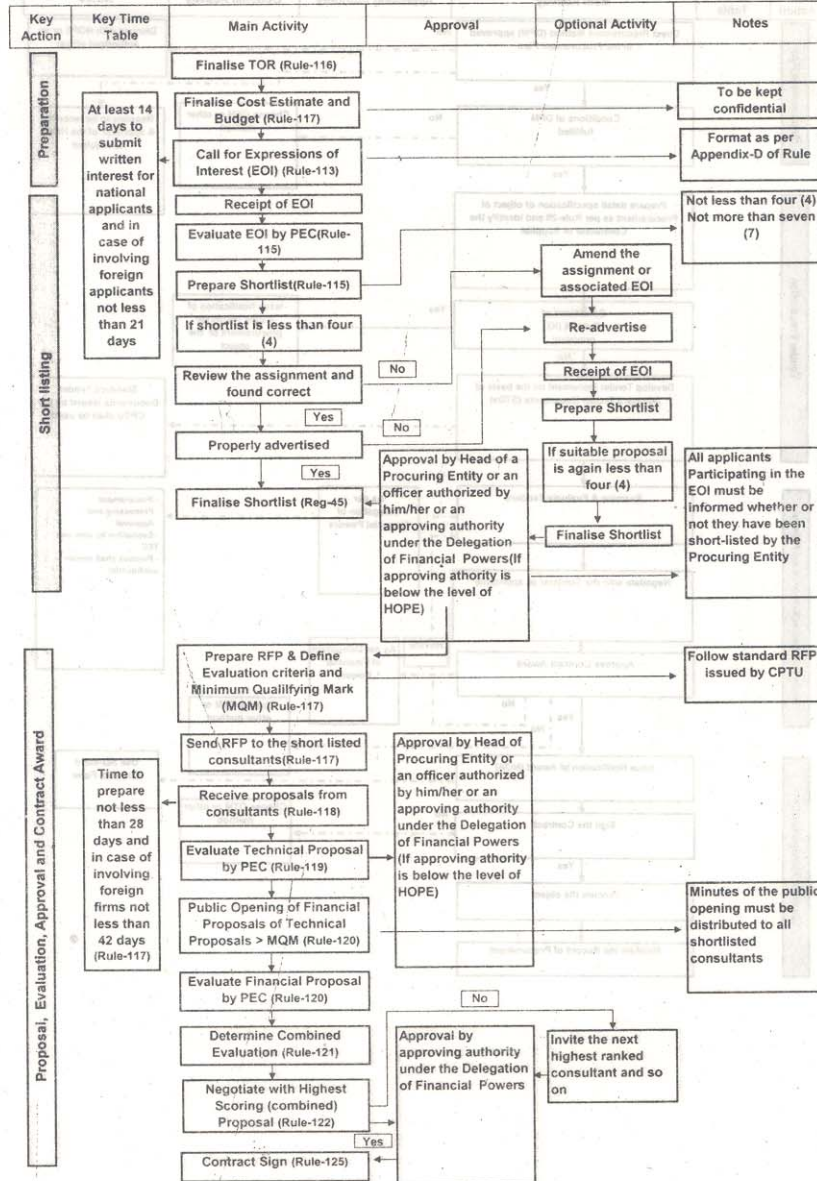 Key Action
Key Time Table
Main Activity
Approval
Optional Activity
Notes
Preparation
Short listing
Proposal, Evaluation, Approval and Contract Award
At least 14
days to
submit
written
interest for
national
applicants
and in
case of
involving
foreign
applicants
not less
than 21
days
Finalise TOR (Rule-116)
Finalise Cost Estimate and
Budget (Rule-117)
To be kept
confidential
Call for Expressions of
Interest (EOI) (Rule-113)
Format as per
Appendix-D of Rule
Receipt of EOI
Evaluate EOI by PEC(Rule-
115)
Prepare Shortlist(Rule-115)
Not less than four (4)
Not more than seven
(7)
If shortlist is less than four
(4)
Review the assignment and
found correct
No
Yes
Properly advertised
No
Yes
Finalise Shortlist (Reg-45)
Amend the
assignment or
associated EOI
Re-advertise
Receipt of EOI
Prepare Shortlist
If suitable proposal
is again less than
four (4)
Finalise Shortlist
Approval by Head of a
Procuring Entity or an
officer authorized by
him/her or an
approving authority
under the Delegation
of Financial Powers(If
approving athority is
below the level of
HOPE)
All applicants
Participating in the
EOI must be
informed whether or
not they have been
short-listed by the
Procuring Entity
Prepare RFP & Define
Evaluation criteria and
Minimum Qualilfying Mark
(MQM) (Rule-117)
Follow standard RFP
issued by CPTU
Send RFP to the short listed
consultants(Rule-117)
Time to
prepare
not less
than 28
days and
in case of
involving
foreign
firms not
less than
42 days
(Rule-117)
Receive proposals from
consultants (Rule-118)
Evaluate Technical Proposal
by PEC (Rule-119)
Approval by Head of
Procuring Entity or
an officer authorized
by him/her or an
approving authority
under the Delegation
of Financial Powers
(If approving athority
is below the level of
HOPE)
Public Opening of Financial
Proposals of Technical
Proposals > MQM (Rule-120)
Minutes of the public
opening must be
distributed to all
shortlisted
consultants
Evaluate Financial Proposal
by PEC (Rule-120)
Determine Combined
Evaluation (Rule-121)
Negotiate with Highest
Scoring (combined)
Proposal (Rule-122)
No
Yes
Approval by
approving authority
under the Delegation
of Financial Powers
Invite the next
highest ranked
consultant and so
on
Contract Sign (Rule-125)